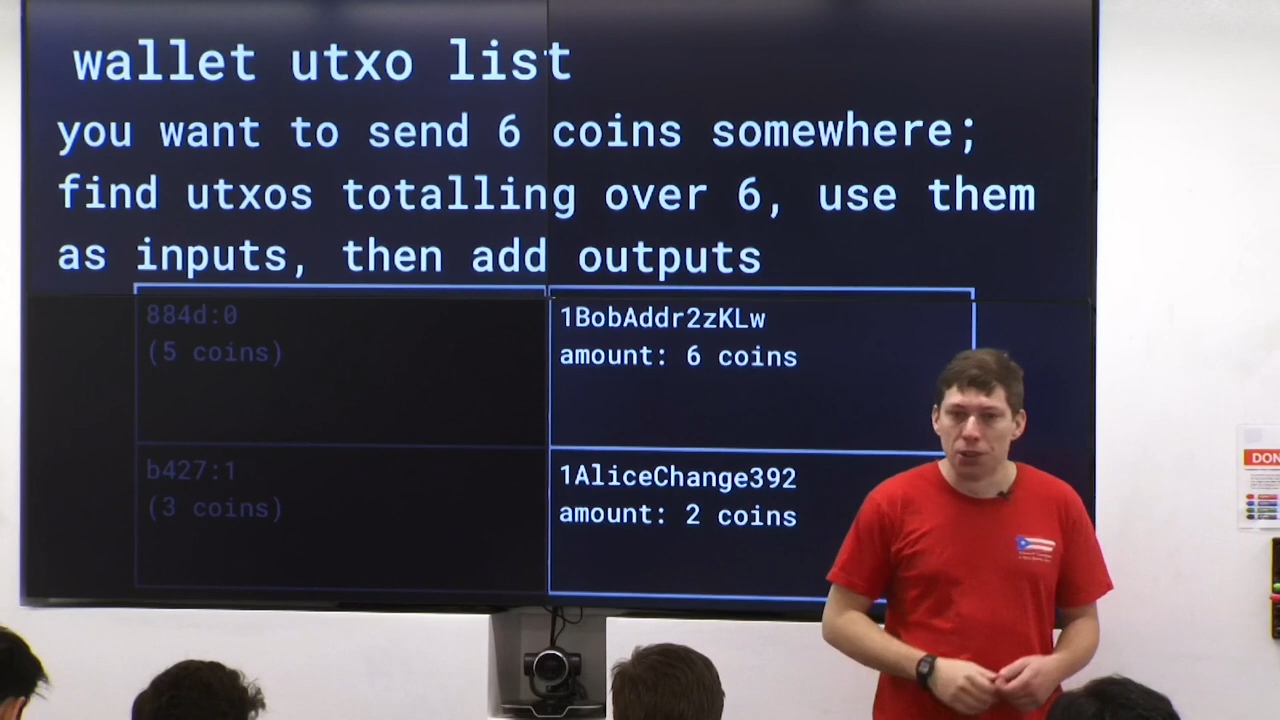 wallet utxo list
you want to send 6 coins somewhere;
find utxos totalling over 6, use them
as inputs, then add outputs
884d:0
(5 coins)
1BobAddr2zKLw
amount: 6 coins
b427:1
(3 coins)
1AliceChange392
amount: 2 coins
DON